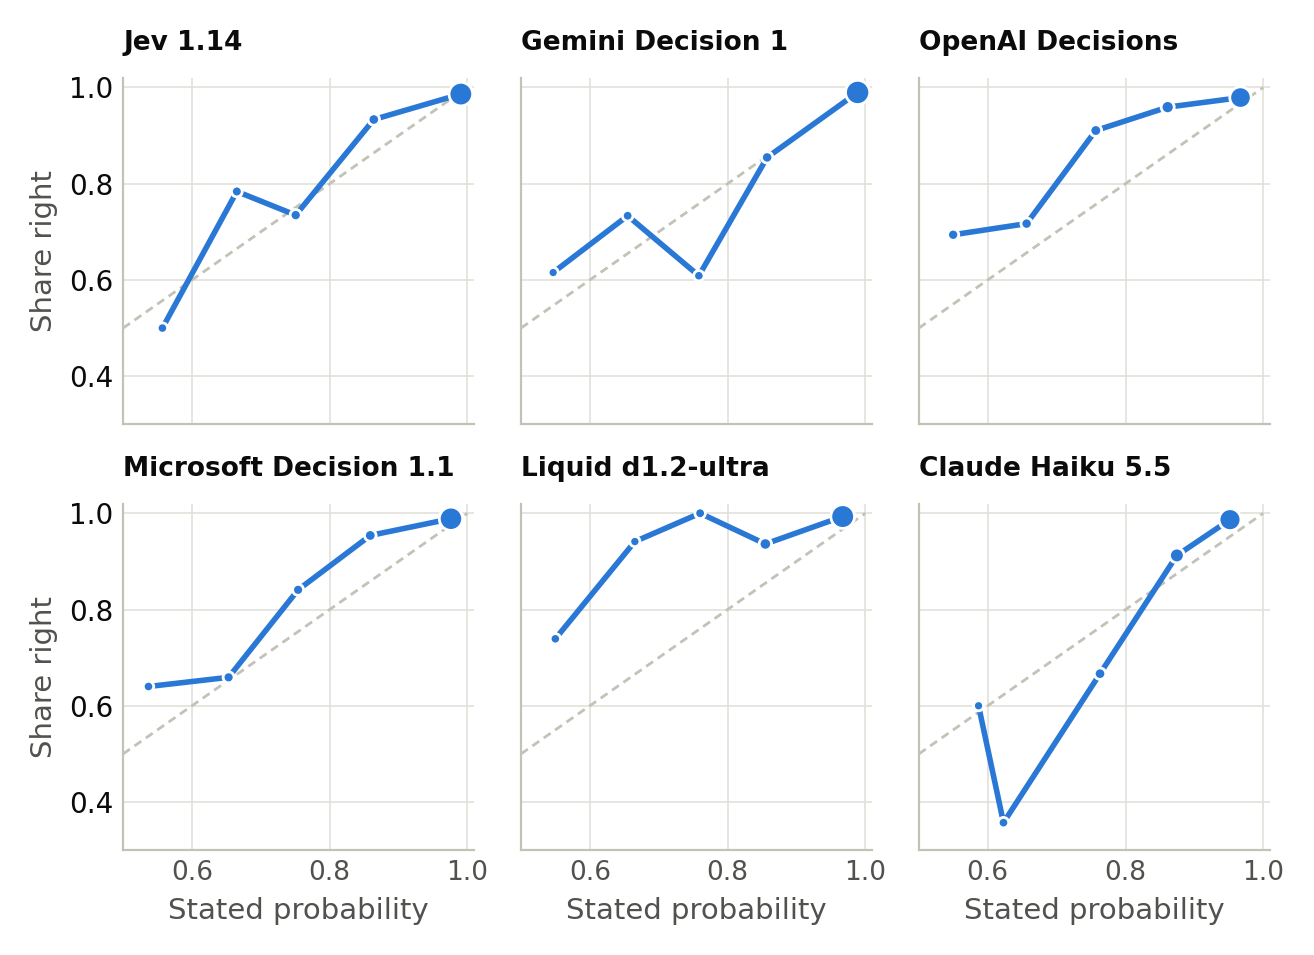 Jev 1.14
Gemini Decision 1
OpenAI Decisions
1.0
0.8
0.6
0.4
Share right
Microsoft Decision 1.1
Liquid d1.2-ultra
Claude Haiku 5.5
1.0
0.8
0.6
0.4
Share right
0.6 0.8 1.0
0.6 0.8 1.0
0.6 0.8 1.0
Stated probability
Stated probability
Stated probability